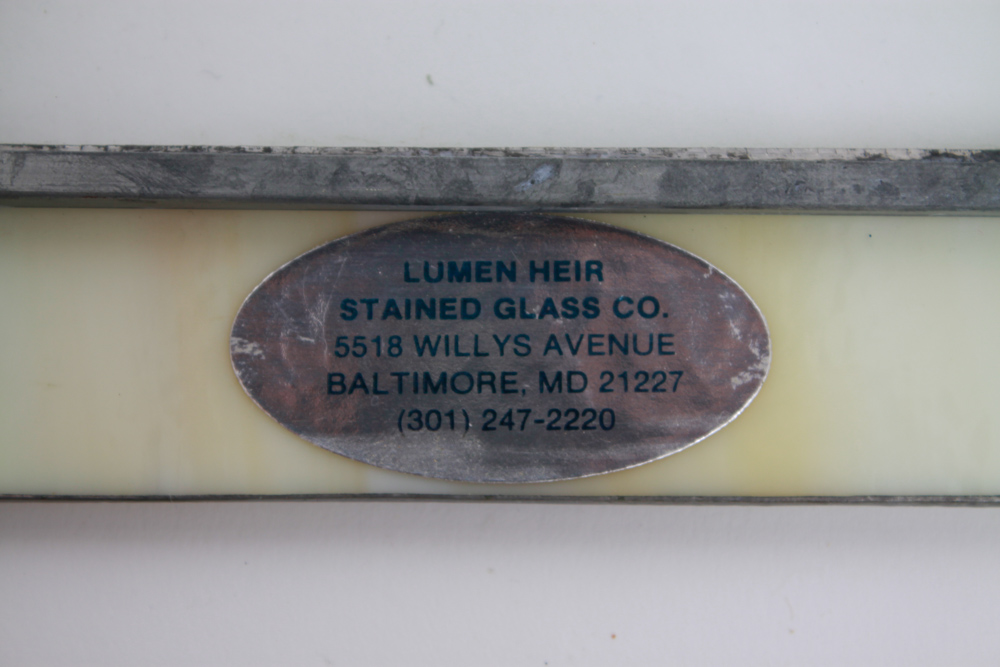 LUMEN HEIR
STAINED GLASS CO.
5518 WILLYS AVENUE
BALTIMORE, MD 21227
(301) 247-2220